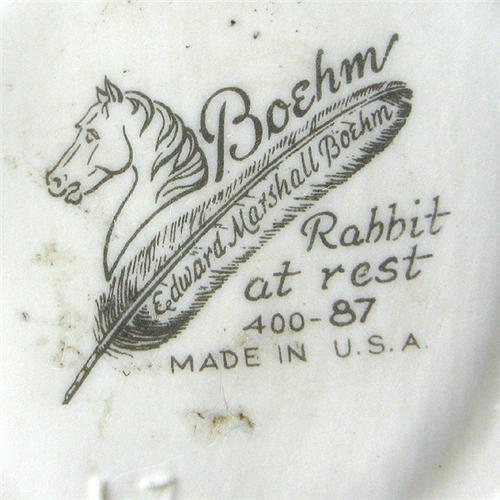 Boehm
Edward Marshall Boehm
Rabbit
at rest
400-87
MADE IN U.S.A.